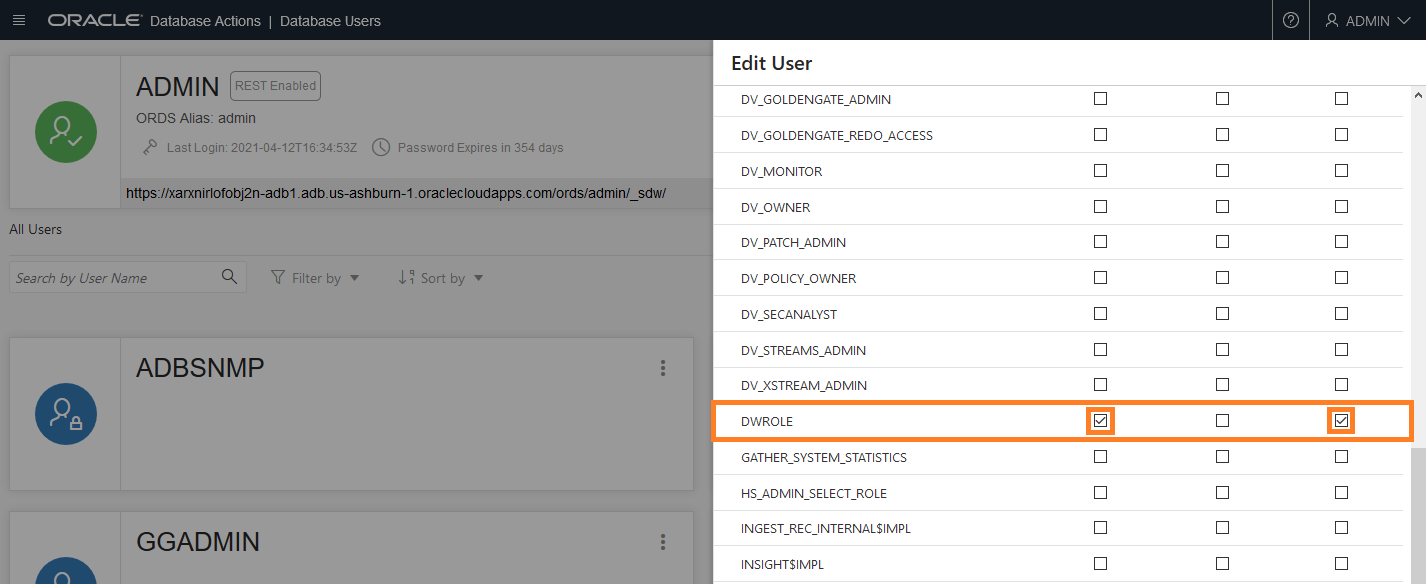 ORACLE Database Actions | Database Users
ADMIN
ADMIN REST Enabled
ORDS Alias: admin
Last Login: 2021-04-12T16:34:53Z Password Expires in 354 days
https://xarxnirlofobj2n-adb1.adb.us-ashburn-1.oraclecloudapps.com/ords/admin/_sdw/
All Users
Search by User Name Filter by Sort by
ADBSNMP
GGADMIN
Edit User
DV_GOLDENGATE_ADMIN
DV_GOLDENGATE_REDO_ACCESS
DV_MONITOR
DV_OWNER
DV_PATCH_ADMIN
DV_POLICY_OWNER
DV_SECANALYST
DV_STREAMS_ADMIN
DV_XSTREAM_ADMIN
DWROLE
GATHER_SYSTEM_STATISTICS
HS_ADMIN_SELECT_ROLE
INGEST_REC_INTERNAL$IMPL
INSIGHT$IMPL